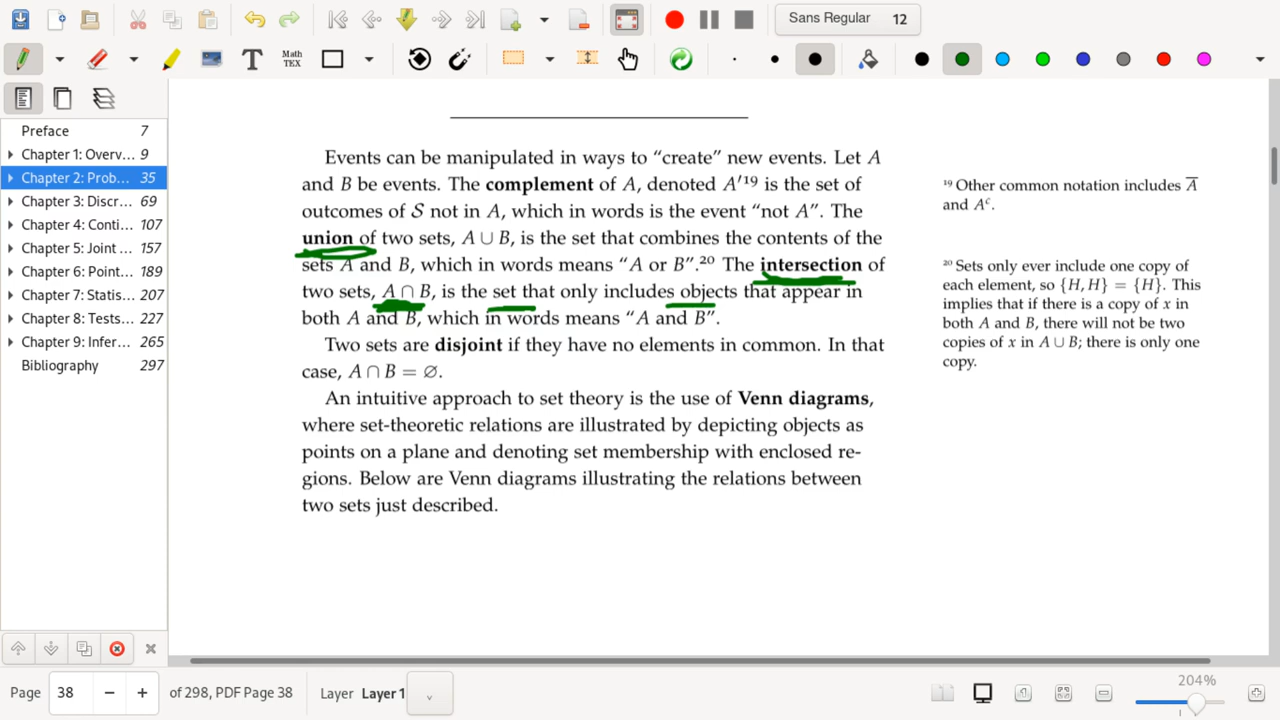 Sans Regular 12
T Math TEX
Preface 7
Chapter 1: Overv... 9
Chapter 2: Prob... 35
Chapter 3: Discr... 69
Chapter 4: Conti... 107
Chapter 5: Joint ... 157
Chapter 6: Point... 189
Chapter 7: Statis... 207
Chapter 8: Tests... 227
Chapter 9: Infer... 265
Bibliography 297
Events can be manipulated in ways to “create” new events. Let A
and B be events. The complement of A, denoted A′¹⁹ is the set of
outcomes of S not in A, which in words is the event “not A”. The
union of two sets, A ∪ B, is the set that combines the contents of the
sets A and B, which in words means “A or B”.²⁰ The intersection of
two sets, A ∩ B, is the set that only includes objects that appear in
both A and B, which in words means “A and B”.
Two sets are disjoint if they have no elements in common. In that
case, A ∩ B = ∅.
An intuitive approach to set theory is the use of Venn diagrams,
where set-theoretic relations are illustrated by depicting objects as
points on a plane and denoting set membership with enclosed re-
gions. Below are Venn diagrams illustrating the relations between
two sets just described.
¹⁹ Other common notation includes A̅
and Aᶜ.
²⁰ Sets only ever include one copy of
each element, so {H, H} = {H}. This
implies that if there is a copy of x in
both A and B, there will not be two
copies of x in A ∪ B; there is only one
copy.
Page 38 of 298, PDF Page 38 Layer Layer 1 204%